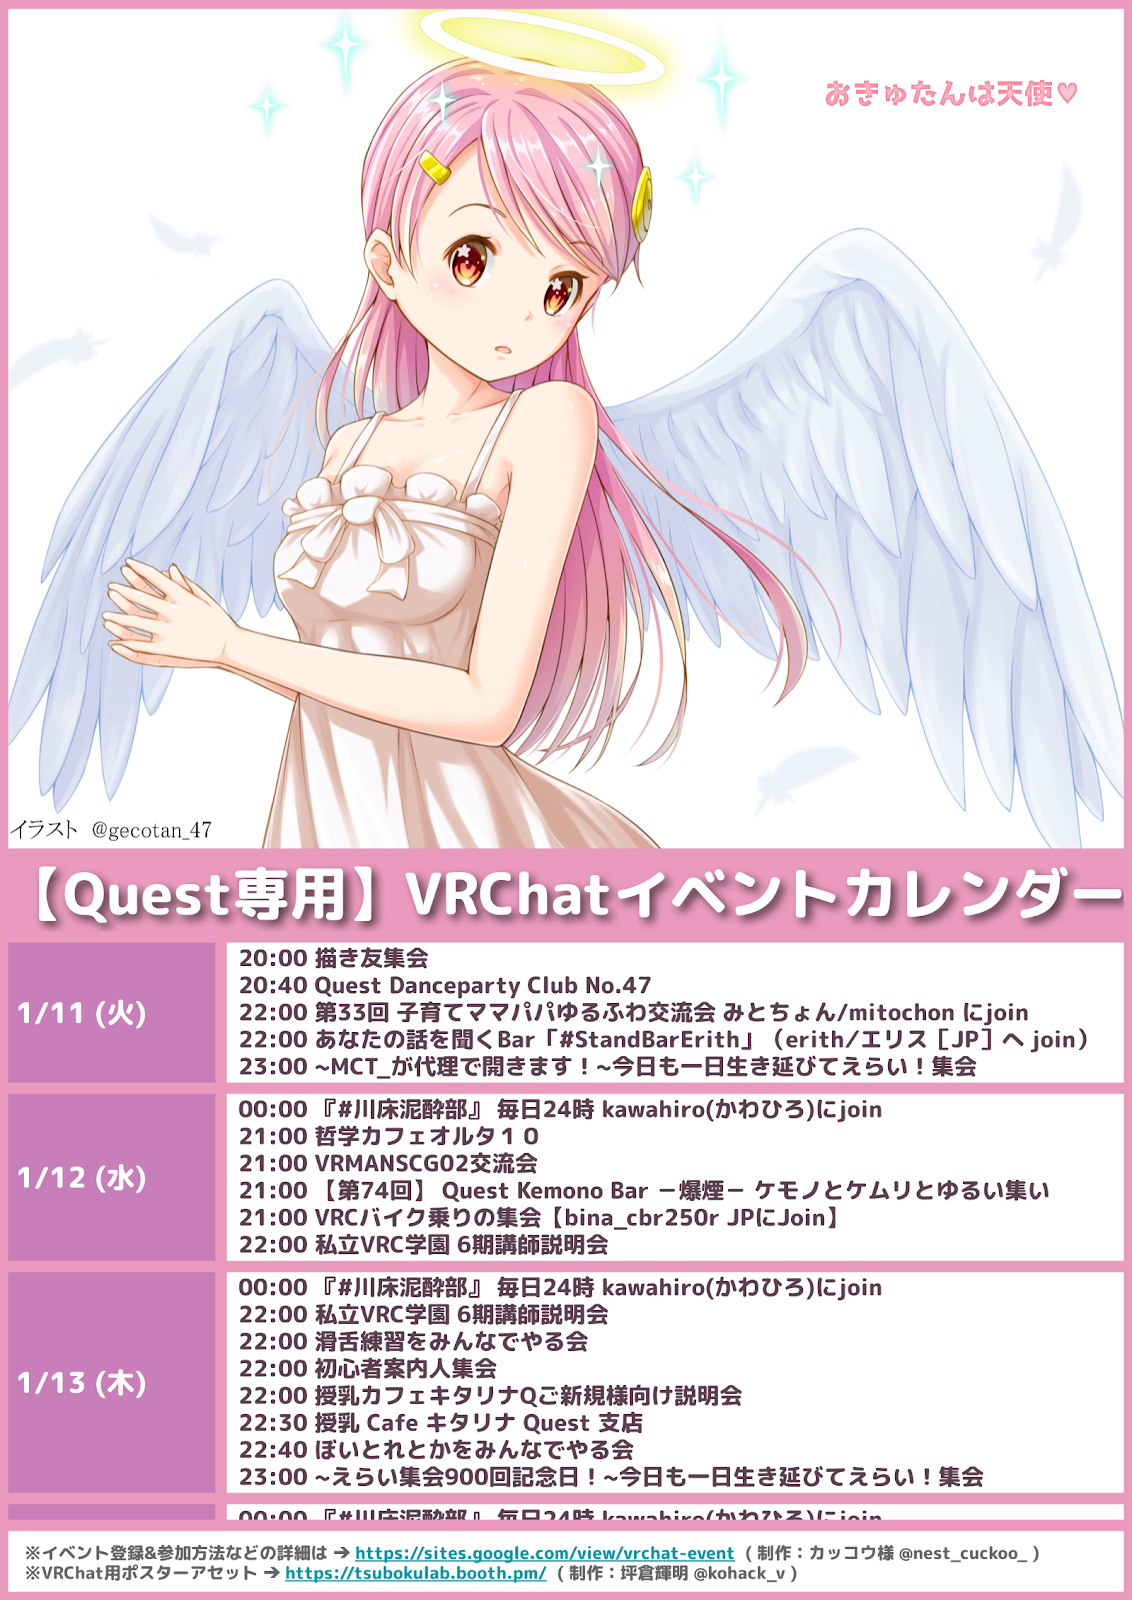 おきゅたんは天使♥
イラスト @gecotan_47
【Quest専用】VRChatイベントカレンダー
1/11 (火)
20:00 描き友集会
20:40 Quest Danceparty Club No.47
22:00 第33回 子育てママパパゆるふわ交流会 みとちょん/mitochon にjoin
22:00 あなたの話を聞くBar「#StandBarErith」（erith/エリス［JP］へ join）
23:00 ~MCT_が代理で開きます！~今日も一日生き延びてえらい！集会
1/12 (水)
00:00 『#川床泥酔部』 毎日24時 kawahiro(かわひろ)にjoin
21:00 哲学カフェオルタ１０
21:00 VRMANSCG02交流会
21:00 【第74回】 Quest Kemono Bar －爆煙－ ケモノとケムリとゆるい集い
21:00 VRCバイク乗りの集会【bina_cbr250r JPにJoin】
22:00 私立VRC学園 6期講師説明会
1/13 (木)
00:00 『#川床泥酔部』 毎日24時 kawahiro(かわひろ)にjoin
22:00 私立VRC学園 6期講師説明会
22:00 滑舌練習をみんなでやる会
22:00 初心者案内人集会
22:00 授乳カフェキタリナQご新規様向け説明会
22:30 授乳 Cafe キタリナ Quest 支店
22:40 ぼいとれとかをみんなでやる会
23:00 ~えらい集会900回記念日！~今日も一日生き延びてえらい！集会
00:00 『#川床泥酔部』 毎日24時 kawahiro(かわひろ)にjoin
※イベント登録&参加方法などの詳細は ➔ https://sites.google.com/view/vrchat-event ( 制作：カッコウ様 @nest_cuckoo_ )
※VRChat用ポスターアセット ➔ https://tsubokulab.booth.pm/ ( 制作：坪倉輝明 @kohack_v )